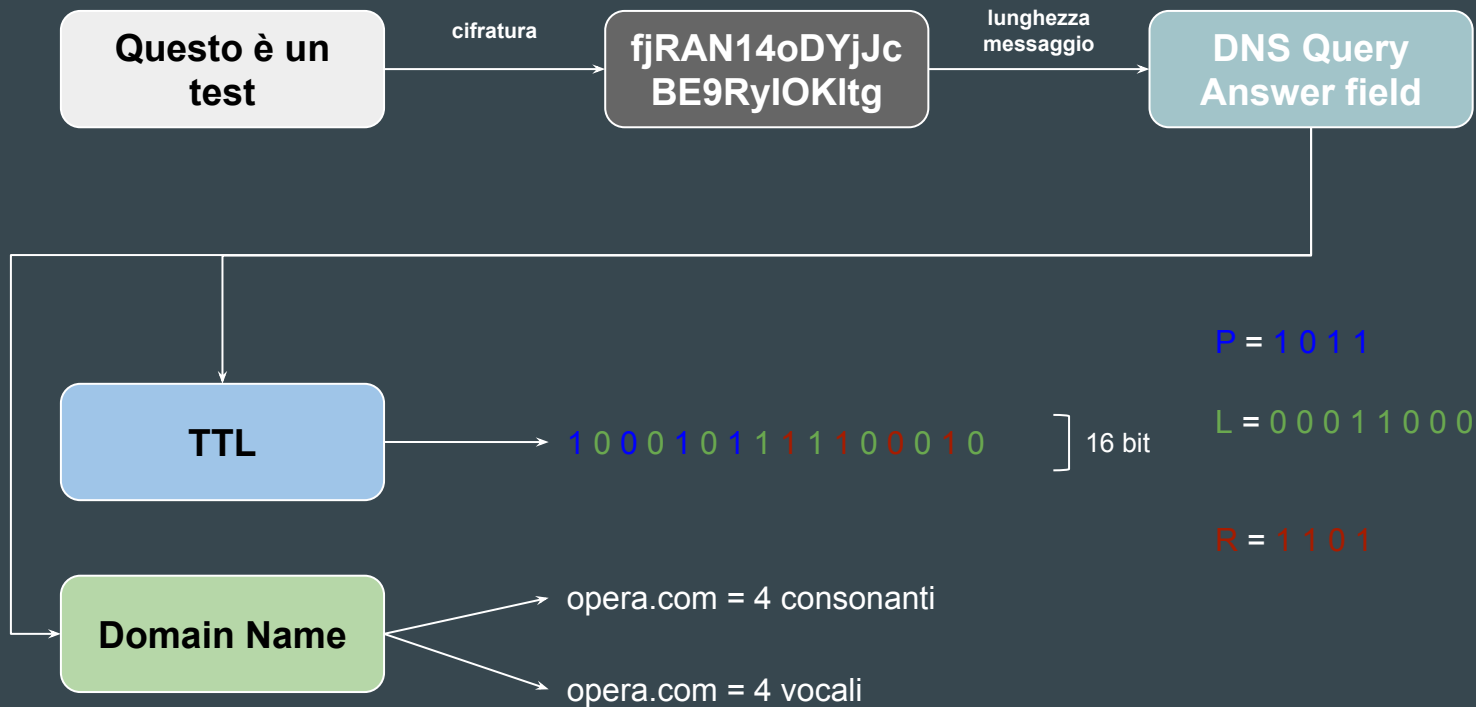 Questo è un
test
cifratura
fjRAN14oDYjJc
BE9RyIOKItg
lunghezza
messaggio
DNS Query
Answer field
P = 1 0 1 1
L = 0 0 0 1 1 0 0 0
R = 1 1 0 1
TTL
1 0 0 0 1 0 1 1 1 1 1 0 0 0 1 0
16 bit
Domain Name
opera.com = 4 consonanti
opera.com = 4 vocali